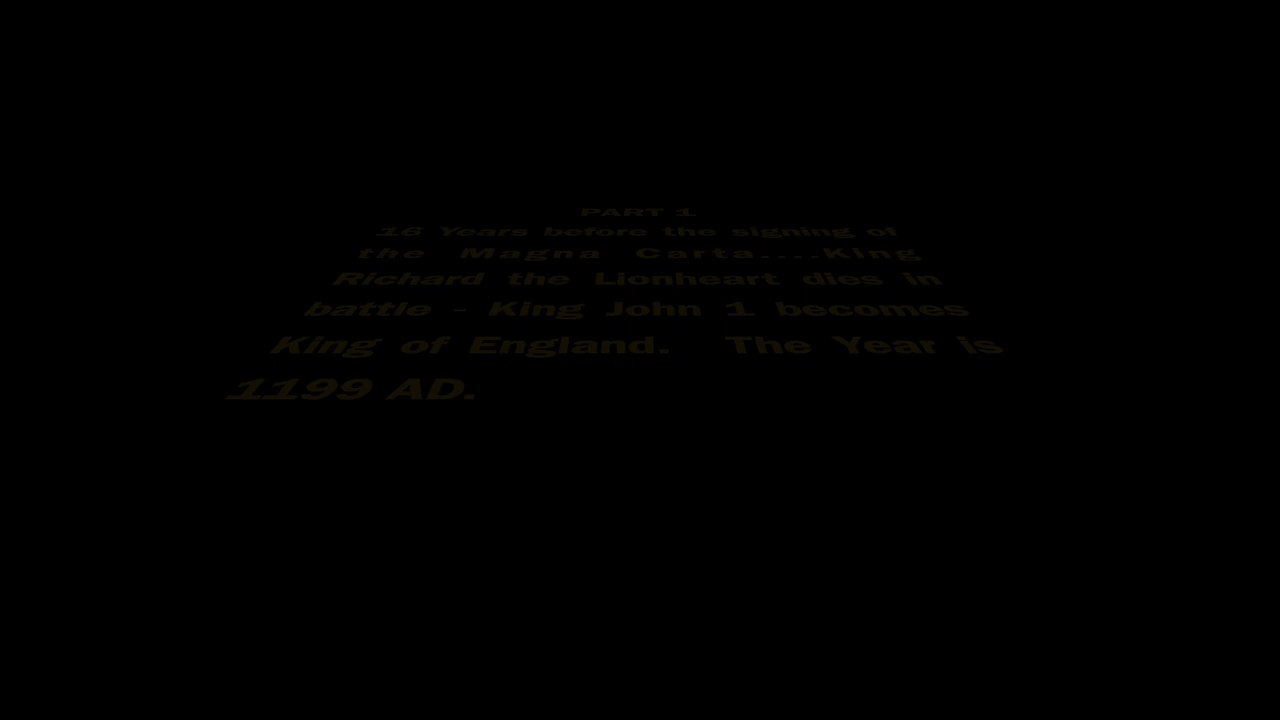 PART 1
16 Years before the signing of
the Magna Carta....King
Richard the Lionheart dies in
battle - King John 1 becomes
King of England. The Year is
1199 AD.